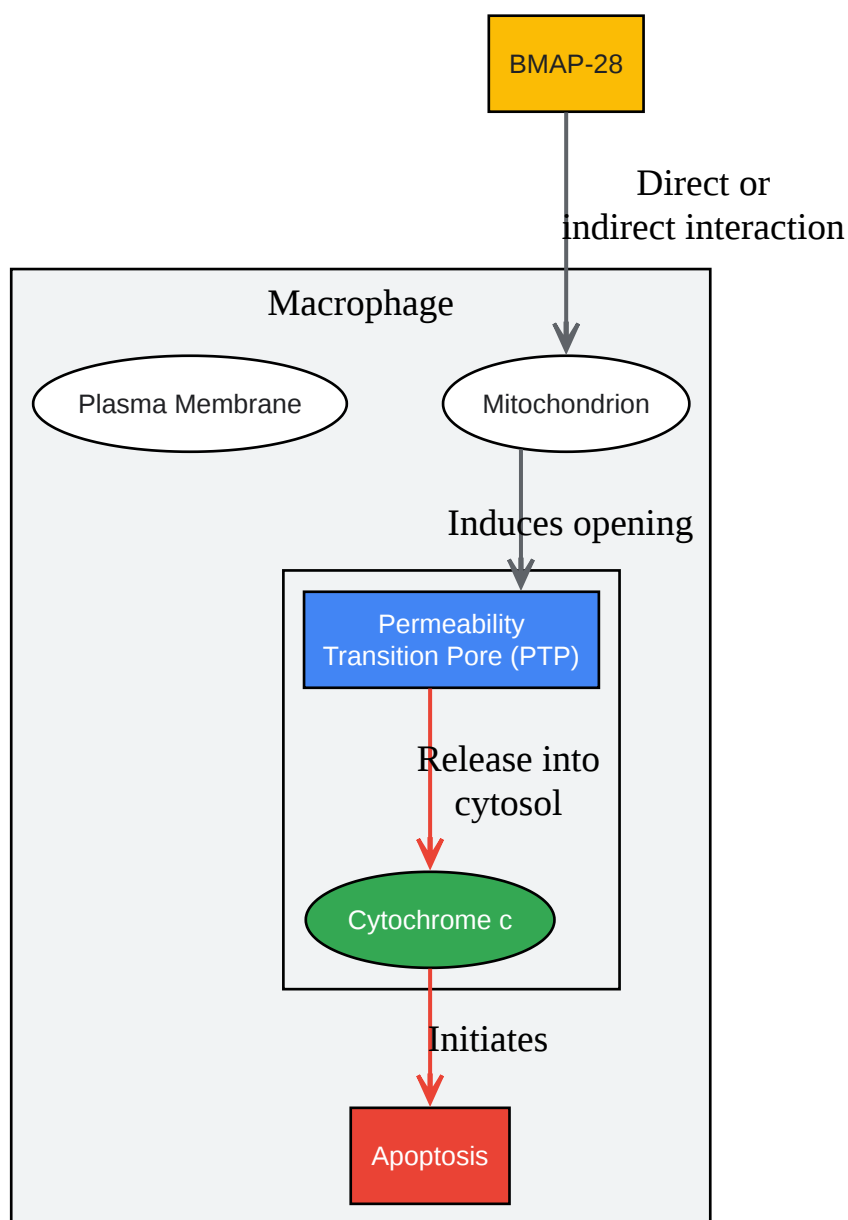 BMAP-28
Direct or
indirect interaction
Macrophage
Plasma Membrane
Mitochondrion
Induces opening
Permeability
Transition Pore (PTP)
Release into
cytosol
Cytochrome c
Initiates
Apoptosis